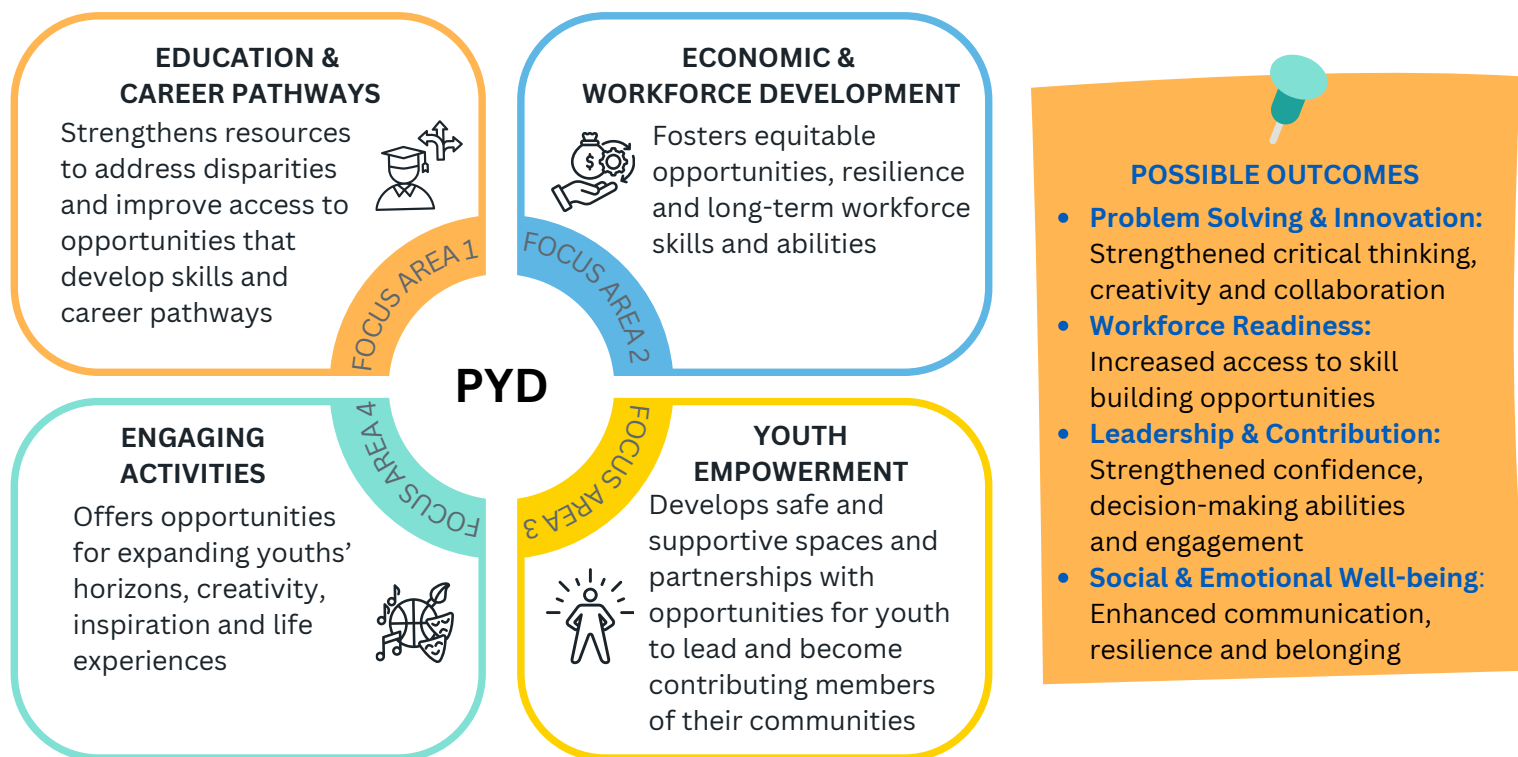 EDUCATION &
CAREER PATHWAYS
Strengthens resources
to address disparities
and improve access to
opportunities that
develop skills and
career pathways
FOCUS AREA 1
ECONOMIC &
WORKFORCE DEVELOPMENT
$
Fosters equitable
opportunities, resilience
and long-term workforce
skills and abilities
FOCUS AREA 2
PYD
ENGAGING
ACTIVITIES
Offers opportunities
for expanding youths’
horizons, creativity,
inspiration and life
experiences
FOCUS AREA 4
YOUTH
EMPOWERMENT
Develops safe and
supportive spaces and
partnerships with
opportunities for youth
to lead and become
contributing members
of their communities
FOCUS AREA 3
POSSIBLE OUTCOMES
• Problem Solving & Innovation:
Strengthened critical thinking,
creativity and collaboration
• Workforce Readiness:
Increased access to skill
building opportunities
• Leadership & Contribution:
Strengthened confidence,
decision-making abilities
and engagement
• Social & Emotional Well-being:
Enhanced communication,
resilience and belonging